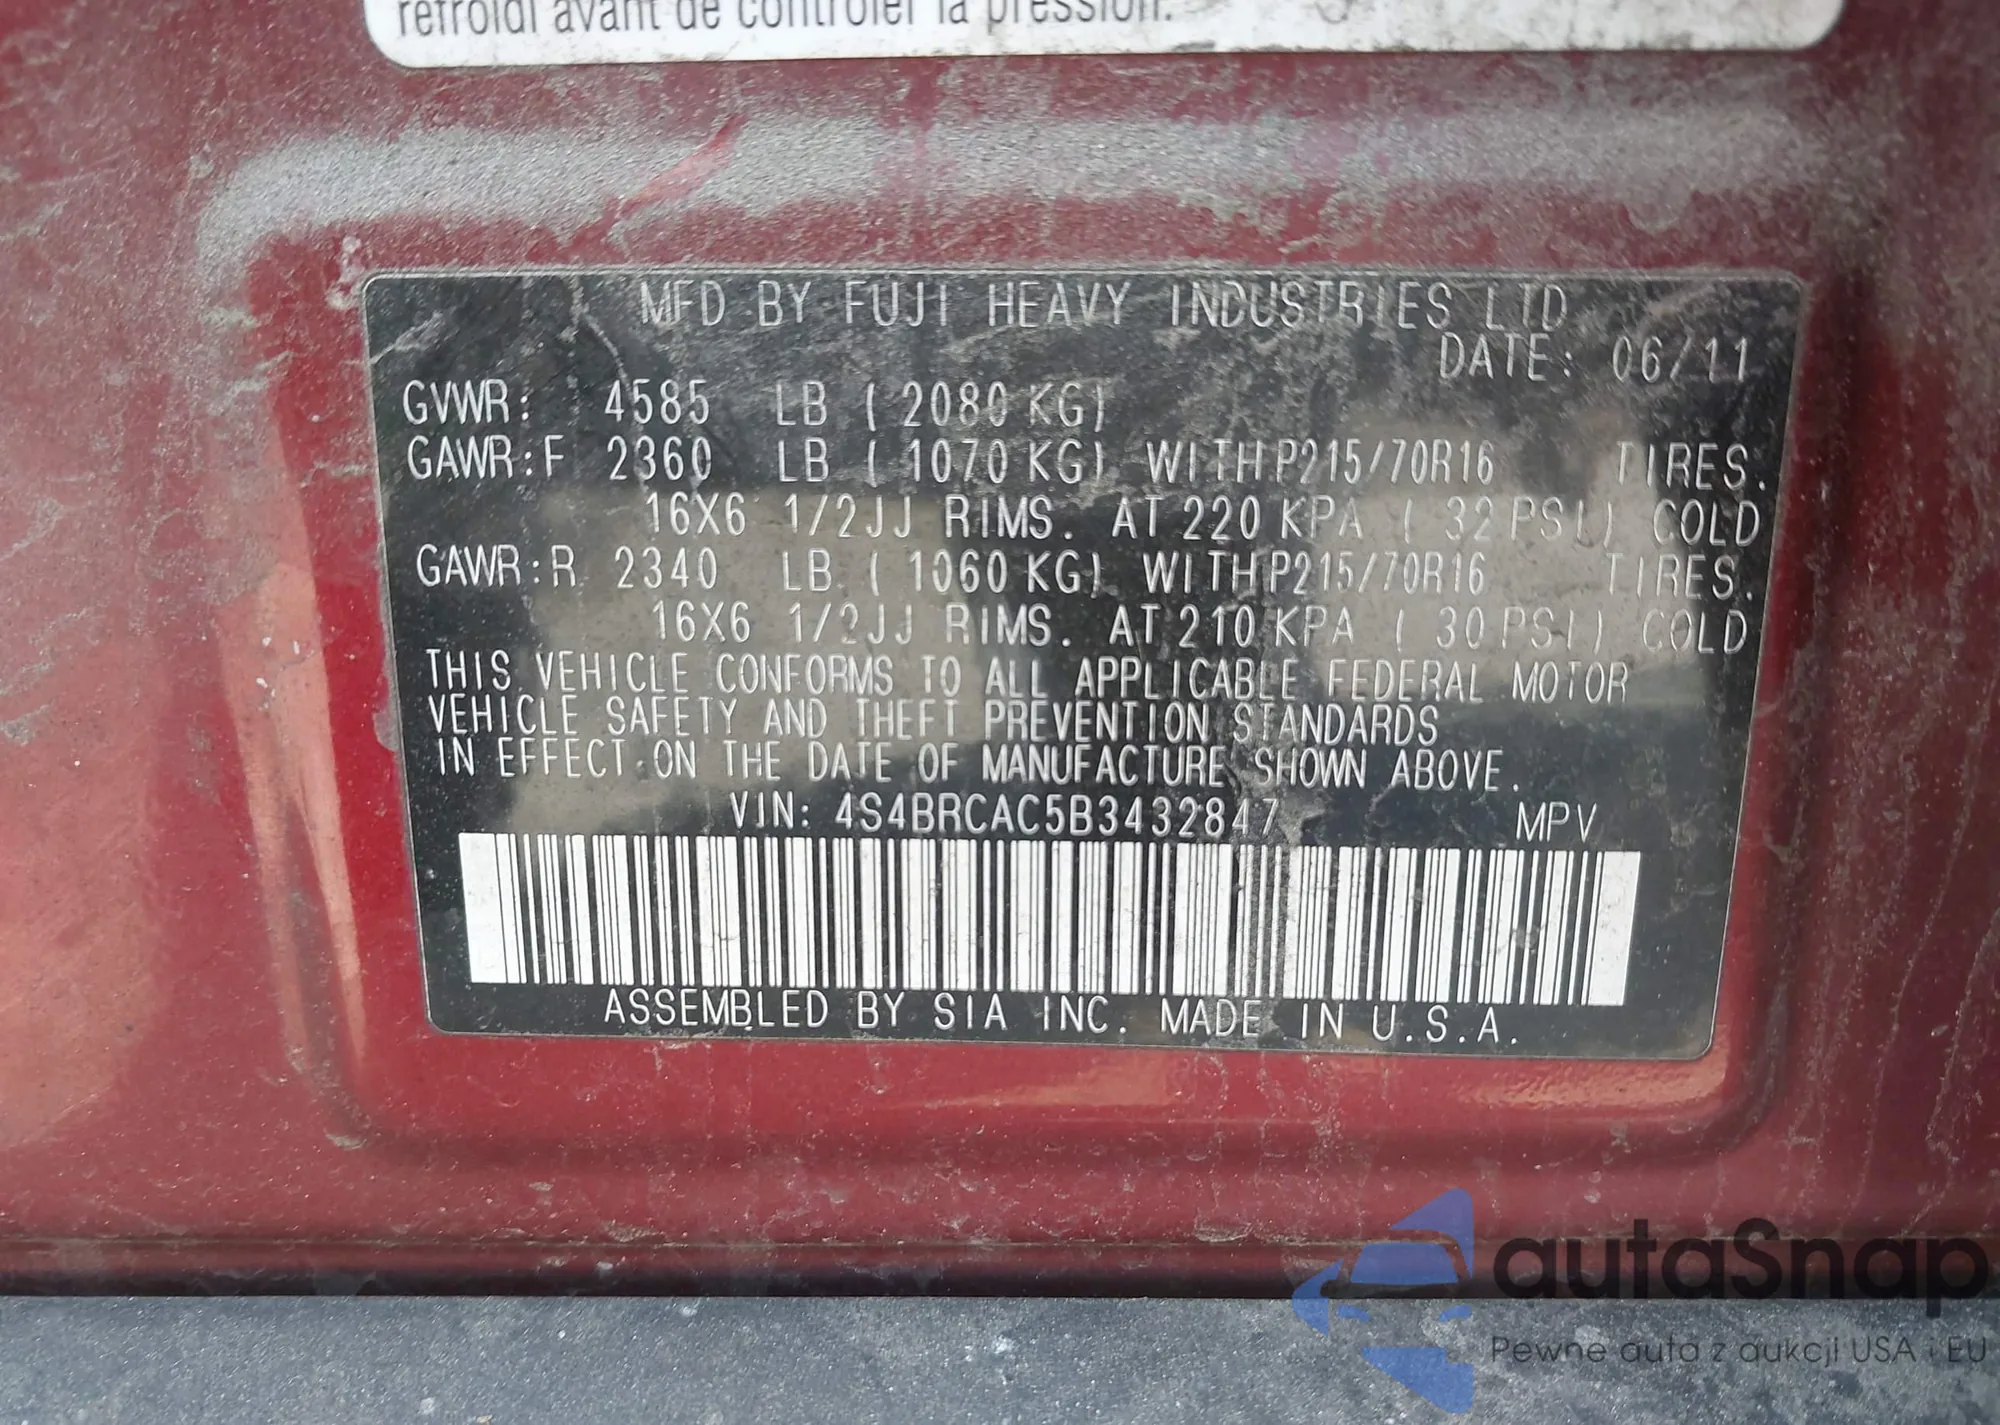 refroidi avant de contrôler la pression.
MFD BY FUJI HEAVY INDUSTRIES LTD
DATE: 06/11
GVWR: 4585 LB ( 2080 KG)
GAWR:F 2360 LB ( 1070 KG) WITH P215/70R16 TIRES.
16X6 1/2JJ RIMS. AT 220 KPA ( 32 PSI) COLD
GAWR:R 2340 LB ( 1060 KG) WITH P215/70R16 TIRES.
16X6 1/2JJ RIMS. AT 210 KPA ( 30 PSI) COLD
THIS VEHICLE CONFORMS TO ALL APPLICABLE FEDERAL MOTOR
VEHICLE SAFETY AND THEFT PREVENTION STANDARDS
IN EFFECT ON THE DATE OF MANUFACTURE SHOWN ABOVE.
VIN: 4S4BRCAC5B3432847 MPV
ASSEMBLED BY SIA INC. MADE IN U.S.A.
autaSnap
Pewne auta z aukcji USA i EU